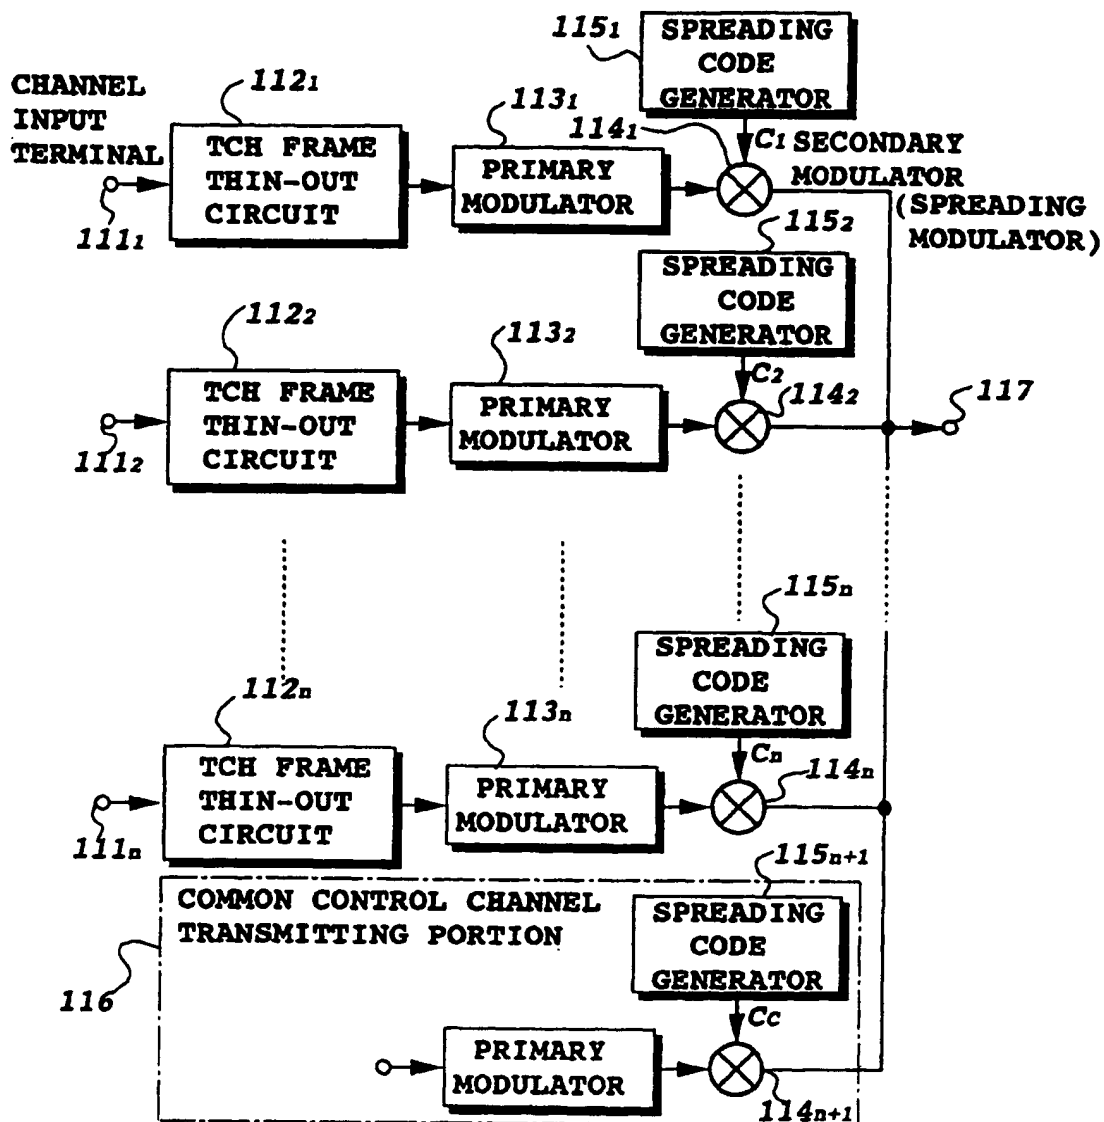 115₁
SPREADING
CODE
GENERATOR
CHANNEL
INPUT
TERMINAL
112₁
113₁
114₁
C₁
SECONDARY
MODULATOR
(SPREADING
MODULATOR)
TCH FRAME
THIN-OUT
CIRCUIT
PRIMARY
MODULATOR
111₁
115₂
SPREADING
CODE
GENERATOR
112₂
113₂
C₂
114₂
117
TCH FRAME
THIN-OUT
CIRCUIT
PRIMARY
MODULATOR
111₂
115ₙ
SPREADING
CODE
GENERATOR
112ₙ
113ₙ
Cₙ
114ₙ
TCH FRAME
THIN-OUT
CIRCUIT
PRIMARY
MODULATOR
111ₙ
115ₙ₊₁
COMMON CONTROL CHANNEL
TRANSMITTING PORTION
SPREADING
CODE
GENERATOR
116
Cc
PRIMARY
MODULATOR
114ₙ₊₁